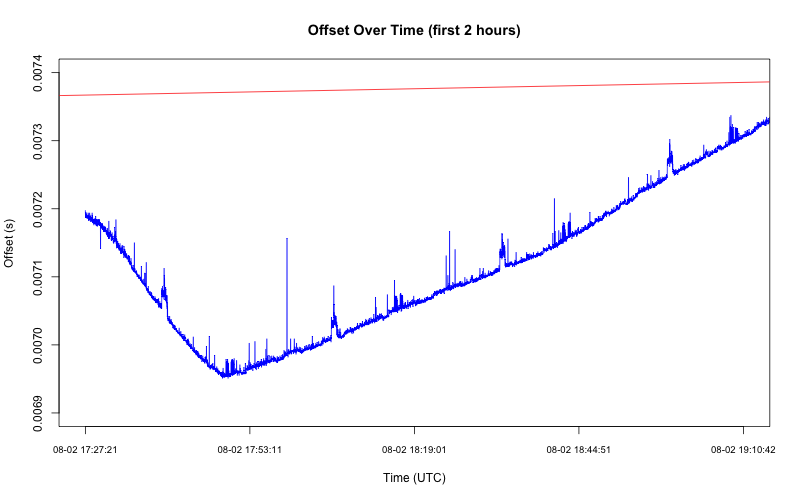 Offset Over Time (first 2 hours)
Offset (s)
0.0074
0.0073
0.0072
0.0071
0.0070
0.0069
08-02 17:27:21 08-02 17:53:11 08-02 18:19:01 08-02 18:44:51 08-02 19:10:42
Time (UTC)